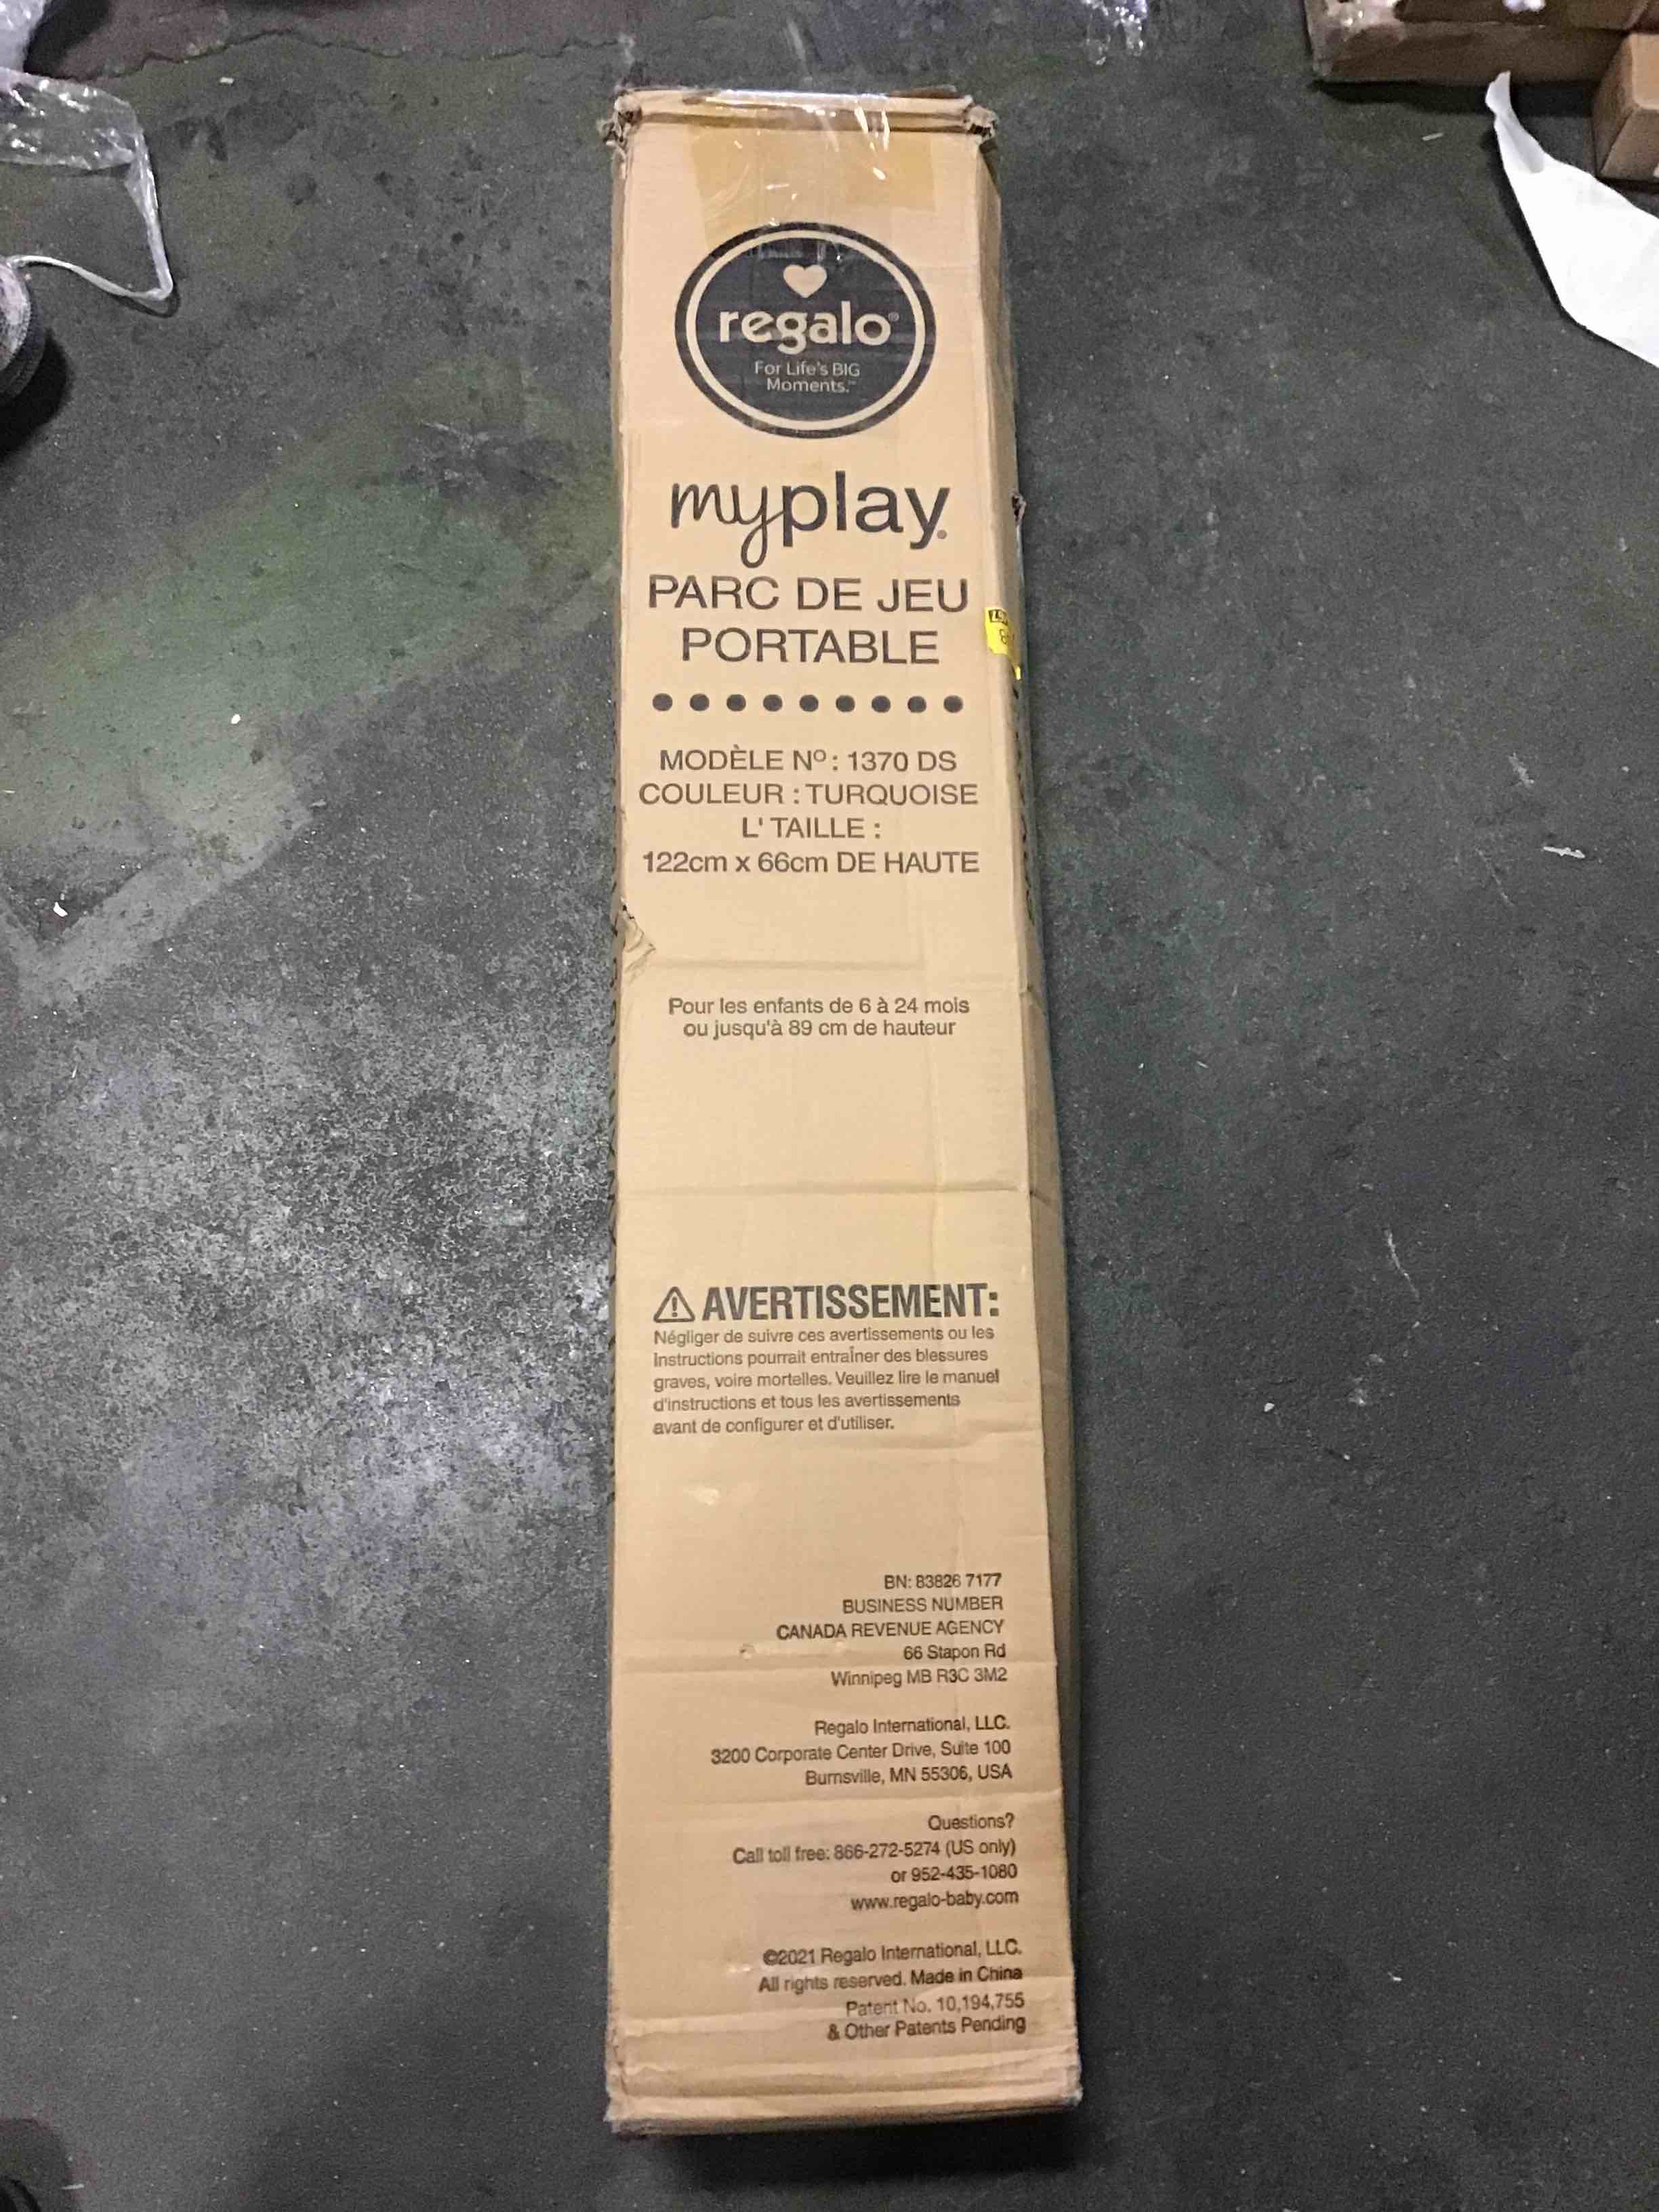 regalo®
For Life's BIG
Moments.™
myplay®
PARC DE JEU
PORTABLE
MODÈLE Nº : 1370 DS
COULEUR : TURQUOISE
L' TAILLE :
122cm x 66cm DE HAUTE
Pour les enfants de 6 à 24 mois
ou jusqu'à 89 cm de hauteur
⚠ AVERTISSEMENT:
Négliger de suivre ces avertissements ou les
instructions pourrait entraîner des blessures
graves, voire mortelles. Veuillez lire le manuel
d'instructions et tous les avertissements
avant de configurer et d'utiliser.
BN: 83826 7177
BUSINESS NUMBER
CANADA REVENUE AGENCY
66 Stapon Rd
Winnipeg MB R3C 3M2
Regalo International, LLC.
3200 Corporate Center Drive, Suite 100
Burnsville, MN 55306, USA
Questions?
Call toll free: 866-272-5274 (US only)
or 952-435-1080
www.regalo-baby.com
©2021 Regalo International, LLC.
All rights reserved. Made in China
Patent No. 10,194,755
& Other Patents Pending